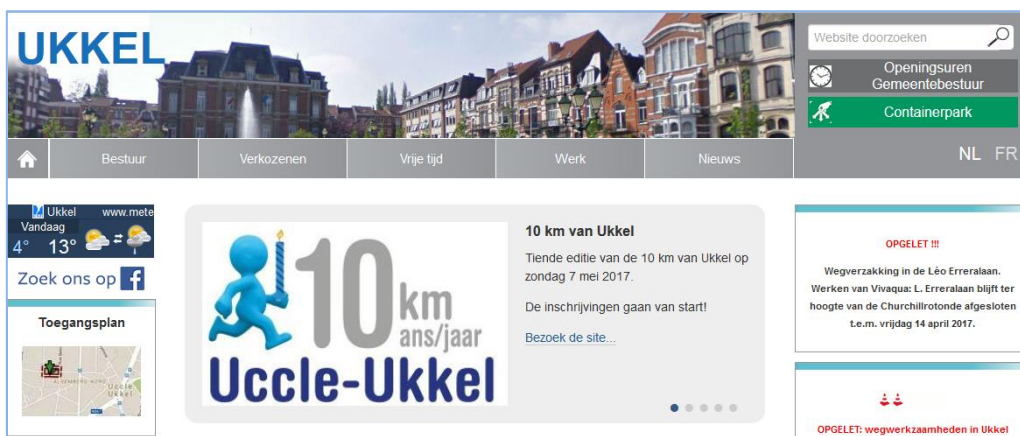 UKKEL
Website doorzoeken
Openingsuren
Gemeentebestuur
Containerpark
Bestuur
Verkozenen
Vrije tijd
Werk
Nieuws
NL FR
Ukkel www.mete
Vandaag
4° 13°
Zoek ons op f
Toegangsplan
Uccle
Ukkel
10
km
ans/jaar
Uccle-Ukkel
10 km van Ukkel
Tiende editie van de 10 km van Ukkel op
zondag 7 mei 2017.
De inschrijvingen gaan van start!
Bezoek de site...
OPGELET !!!
Wegverzakking in de Léo Erreralaan.
Werken van Vivaqua: L. Erreralaan blijft ter
hoogte van de Churchillrotonde afgesloten
t.e.m. vrijdag 14 april 2017.
OPGELET: wegwerkzaamheden in Ukkel